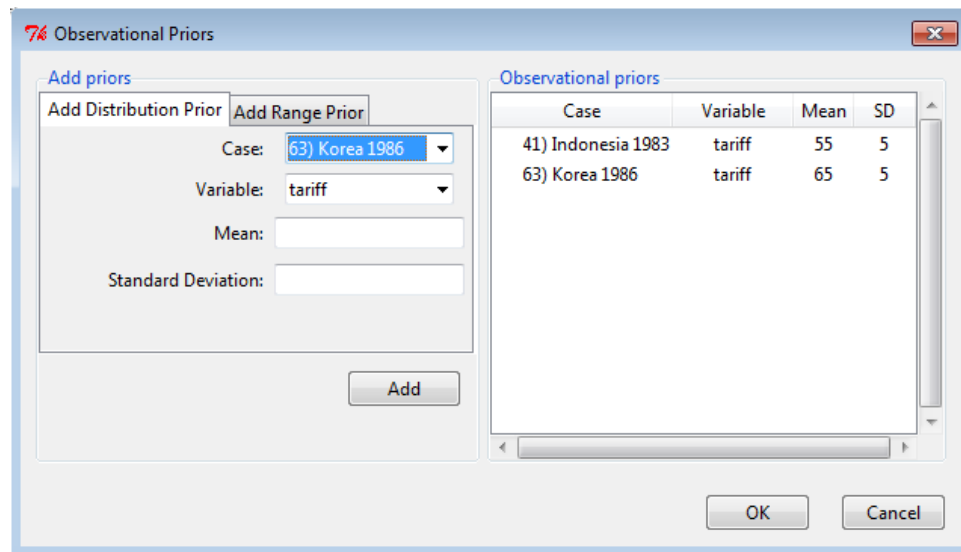 Observational Priors
Add priors
Add Distribution Prior Add Range Prior
Case: 63) Korea 1986
Variable: tariff
Mean:
Standard Deviation:
Add
Observational priors
Case Variable Mean SD
41) Indonesia 1983 tariff 55 5
63) Korea 1986 tariff 65 5
OK Cancel